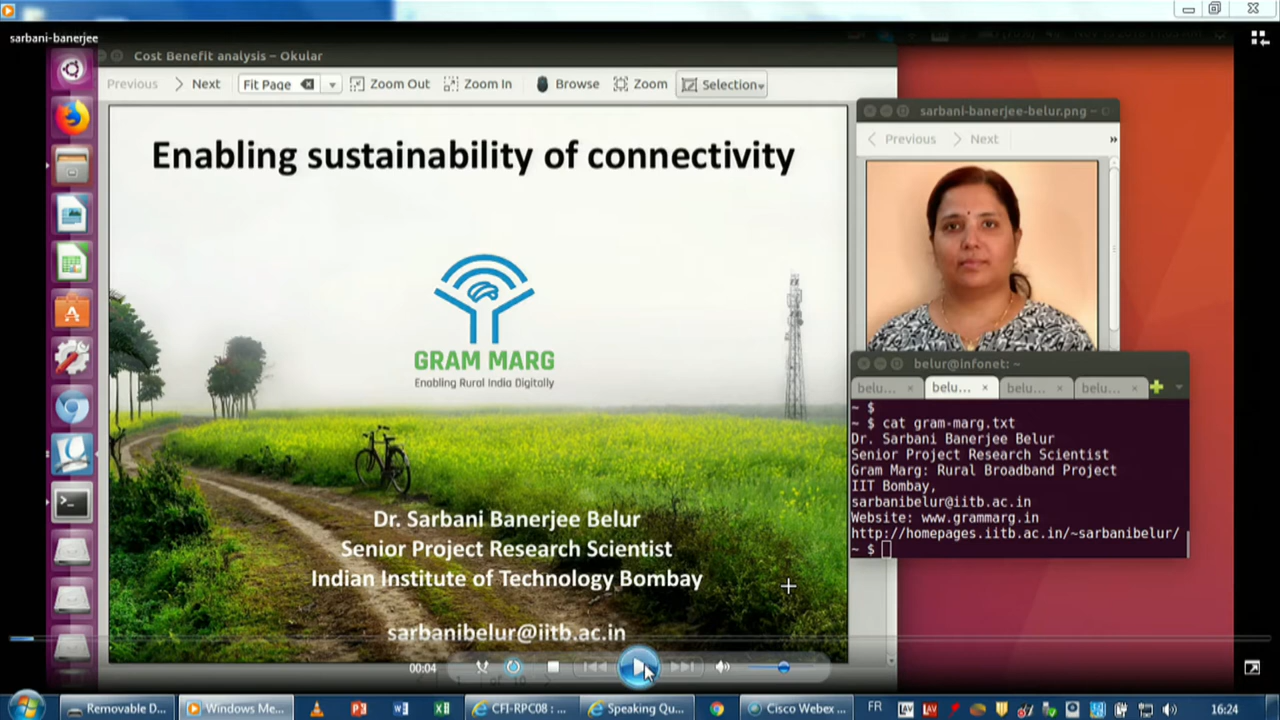 sarbani-banerjee
Cost Benefit analysis – Okular
Previous
Next
Fit Page
Zoom Out
Zoom In
Browse
Zoom
Selection
Enabling sustainability of connectivity
GRAM MARG
Enabling Rural India Digitally
Dr. Sarbani Banerjee Belur
Senior Project Research Scientist
Indian Institute of Technology Bombay
sarbanibelur@iitb.ac.in
sarbani-banerjee-belur.png –
Previous
Next
»
belur@infonet: ~
belu...
belu...
belu...
belu...
~ $
~ $ cat gram-marg.txt
Dr. Sarbani Banerjee Belur
Senior Project Research Scientist
Gram Marg: Rural Broadband Project
IIT Bombay,
sarbanibelur@iitb.ac.in
Website: www.grammarg.in
http://homepages.iitb.ac.in/~sarbanibelur/
~ $
00:04
Removable D...
Windows Me...
CFI-RPC08 : ...
Speaking Qu...
Cisco Webex ...
FR
16:24